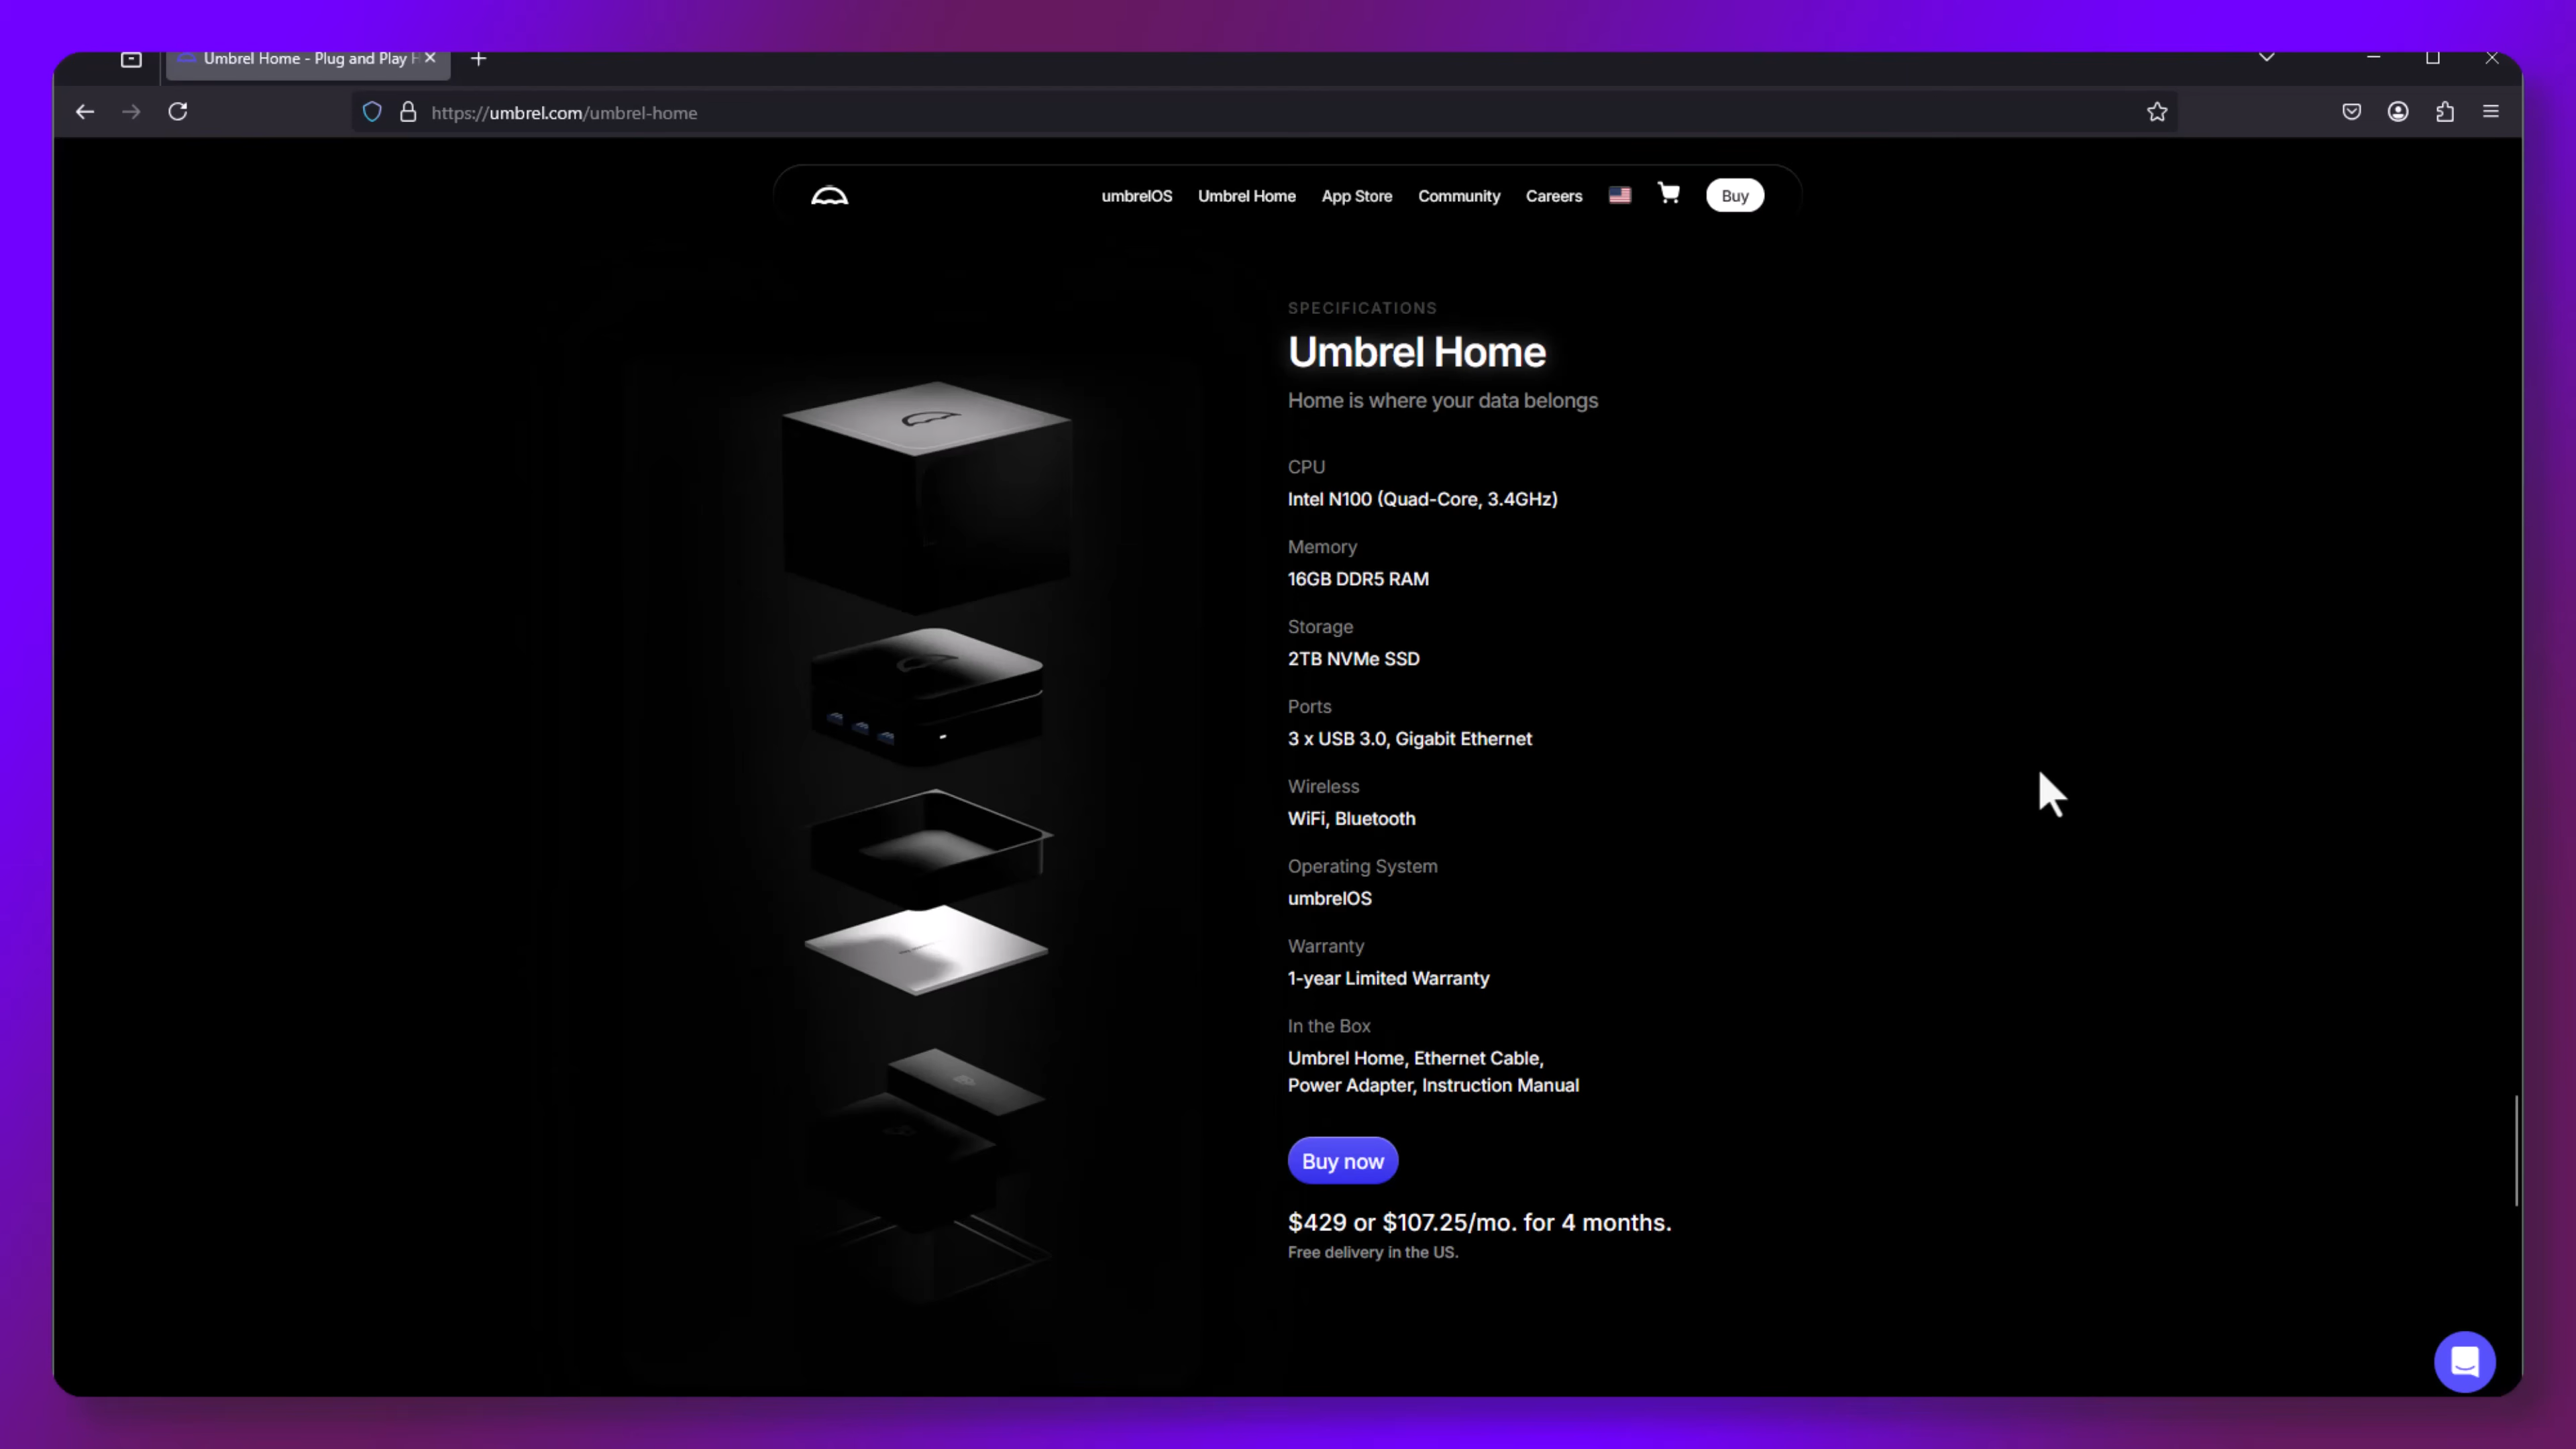 Umbrel Home - Plug and Play H
https://umbrel.com/umbrel-home
umbrelOS
Umbrel Home
App Store
Community
Careers
Buy
SPECIFICATIONS
Umbrel Home
Home is where your data belongs
CPU
Intel N100 (Quad-Core, 3.4GHz)
Memory
16GB DDR5 RAM
Storage
2TB NVMe SSD
Ports
3 x USB 3.0, Gigabit Ethernet
Wireless
WiFi, Bluetooth
Operating System
umbrelOS
Warranty
1-year Limited Warranty
In the Box
Umbrel Home, Ethernet Cable,
Power Adapter, Instruction Manual
Buy now
$429 or $107.25/mo. for 4 months.
Free delivery in the US.